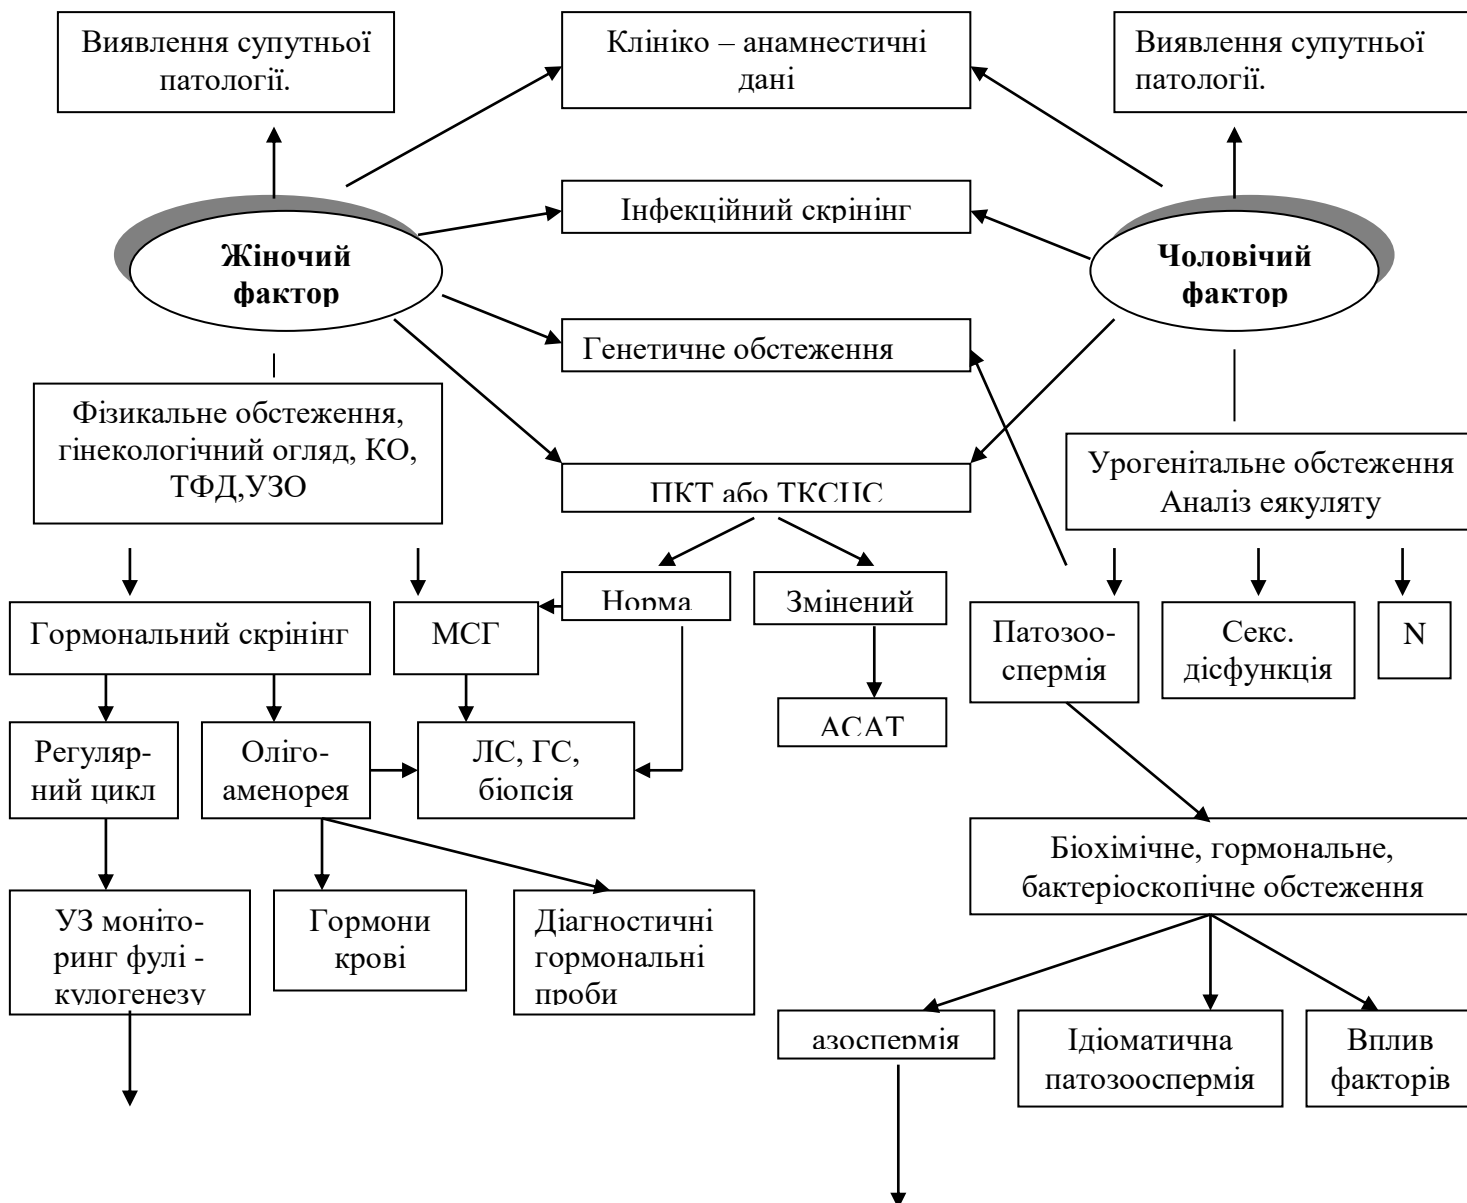 Виявлення супутньої
патології.
Клініко – анамнестичні
дані
Виявлення супутньої
патології.
Інфекційний скрінінг
Жіночий
фактор
Чоловічий
фактор
Генетичне обстеження
Фізикальне обстеження,
гінекологічний огляд, КО,
ТФД,УЗО
Урогенітальне обстеження
Аналіз еякуляту
ПКТ або ТКСЦС
Норма
Змінений
Гормональний скрінінг
МСГ
Патозоо-
спермія
Секс.
дісфункція
N
АСАТ
Регуляр-
ний цикл
Оліго-
аменорея
ЛС, ГС,
біопсія
Біохімічне, гормональне,
бактеріоскопічне обстеження
УЗ моніто-
ринг фулі -
кулогенезу
Гормони
крові
Діагностичні
гормональні
проби
азоспермія
Ідіоматична
патозооспермія
Вплив
факторів